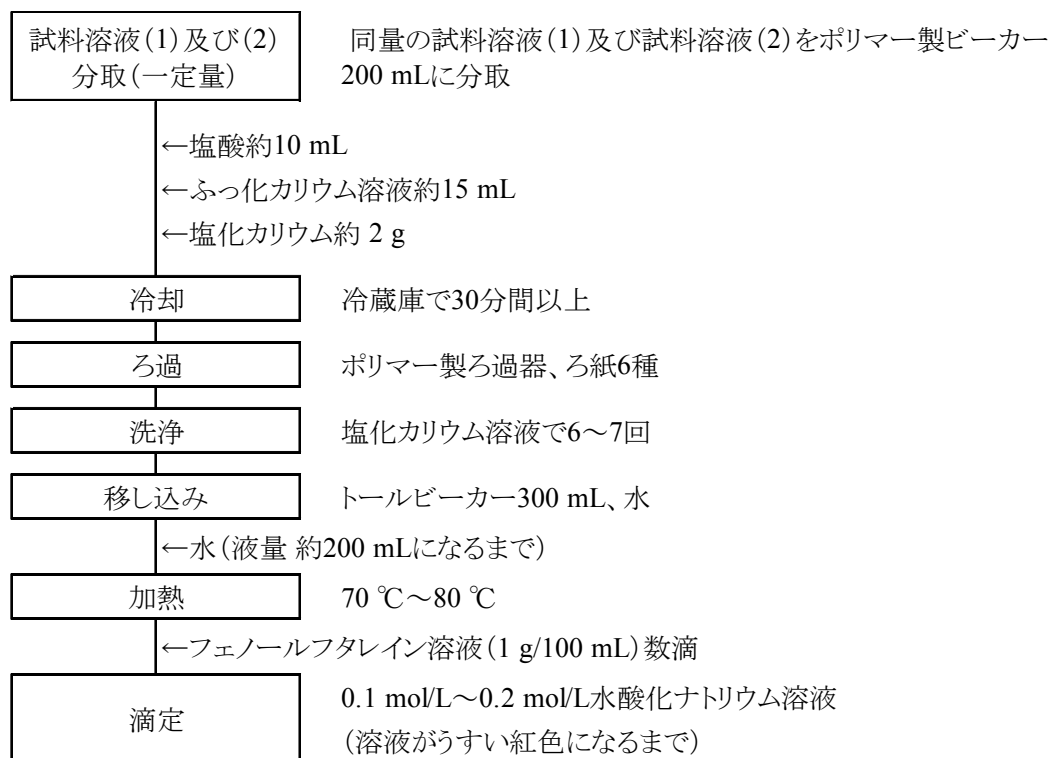 試料溶液(1)及び(2)
分取(一定量)
同量の試料溶液(1)及び試料溶液(2)をポリマー製ビーカー
200 mLに分取
←塩酸約10 mL
←ふっ化カリウム溶液約15 mL
←塩化カリウム約 2 g
冷却
冷蔵庫で30分間以上
ろ過
ポリマー製ろ過器、ろ紙6種
洗浄
塩化カリウム溶液で6～7回
移し込み
トールビーカー300 mL、水
←水(液量 約200 mLになるまで)
加熱
70 ℃～80 ℃
←フェノールフタレイン溶液(1 g/100 mL)数滴
滴定
0.1 mol/L～0.2 mol/L水酸化ナトリウム溶液
(溶液がうすい紅色になるまで)